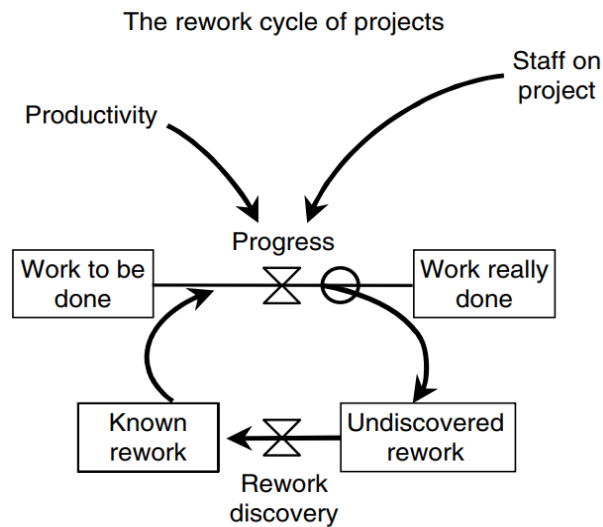 The rework cycle of projects
Staff on
project
Productivity
Progress
Work to be
done
Work really
done
Known
rework
Undiscovered
rework
Rework
discovery